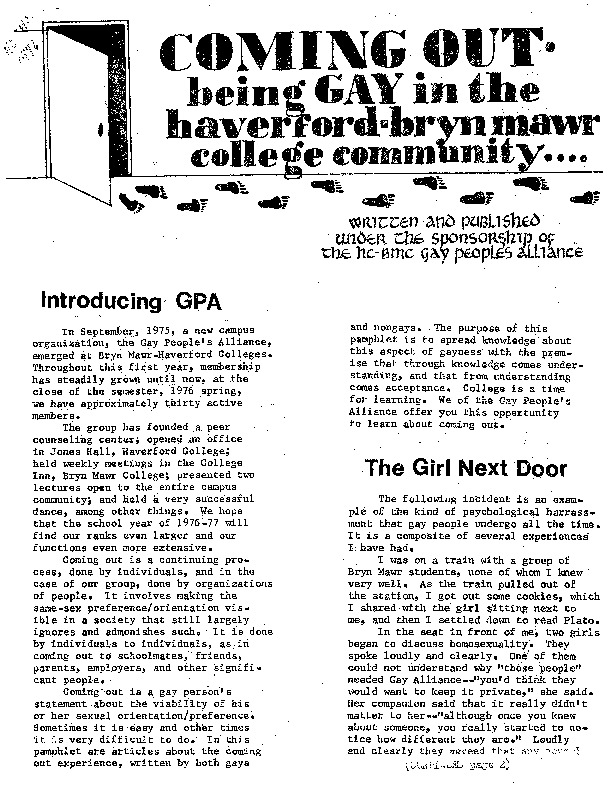 COMING OUT-
being GAY in the
haverford-bryn mawr
college community....
WRITTEN AND PUBLISHED
UNDER THE SPONSORSHIP OF
THE HC-BMC GAY PEOPLES ALLIANCE
Introducing GPA
In September, 1975, a new campus
organization, the Gay People's Alliance,
emerged at Bryn Mawr-Haverford Colleges.
Throughout this first year, membership
has steadily grown until now, at the
close of the semester, 1976 spring,
we have approximately thirty active
members.
The group has founded a peer
counseling center; opened an office
in Jones Hall, Haverford College;
held weekly meetings in the College
Inn, Bryn Mawr College; presented two
lectures open to the entire campus
community; and held a very successful
dance, among other things. We hope
that the school year of 1976-77 will
find our ranks even larger and our
functions even more extensive.
Coming out is a continuing pro-
cess, done by individuals, and in the
case of our group, done by organizations
of people. It involves making the
same-sex preference/orientation vis-
ible in a society that still largely
ignores and admonishes such. It is done
by individuals to individuals, as in
coming out to schoolmates, friends,
parents, employers, and other signifi-
cant people.
Coming out is a gay person's
statement about the viability of his
or her sexual orientation/preference.
Sometimes it is easy and other times
it is very difficult to do. In this
pamphlet are articles about the coming
out experience, written by both gays
and nongays. The purpose of this
pamphlet is to spread knowledge about
this aspect of gayness with the prem-
ise that through knowledge comes under-
standing, and that from understanding
comes acceptance. College is a time
for learning. We of the Gay People's
Alliance offer you this opportunity
to learn about coming out.
The Girl Next Door
The following incident is an exam-
ple of the kind of psychological harrass-
ment that gay people undergo all the time.
It is a composite of several experiences
I have had.
I was on a train with a group of
Bryn Mawr students, none of whom I knew
very well. As the train pulled out of
the station, I got out some cookies, which
I shared with the girl sitting next to
me, and then I settled down to read Plato.
In the seat in front of me, two girls
began to discuss homosexuality. They
spoke loudly and clearly. One of them
could not understand why "those people"
needed Gay Alliance--"you'd think they
would want to keep it private," she said.
Her companion said that it really didn't
matter to her--"although once you knew
about someone, you really started to no-
tice how different they are." Loudly
and clearly they agreed that any
(continued page 2)